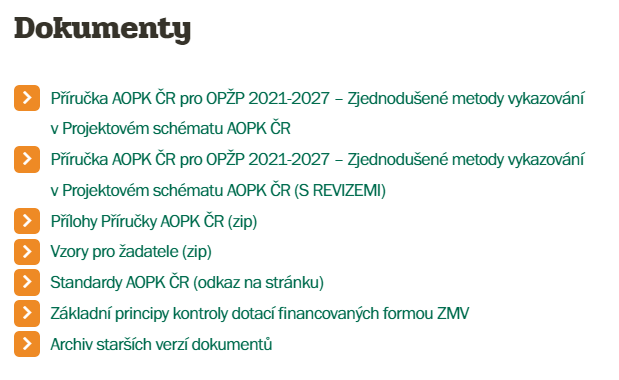 Dokumenty
Příručka AOPK ČR pro OPŽP 2021-2027 – Zjednodušené metody vykazování
v Projektovém schématu AOPK ČR
Příručka AOPK ČR pro OPŽP 2021-2027 – Zjednodušené metody vykazování
v Projektovém schématu AOPK ČR (S REVIZEMI)
Přílohy Příručky AOPK ČR (zip)
Vzory pro žadatele (zip)
Standardy AOPK ČR (odkaz na stránku)
Základní principy kontroly dotací financovaných formou ZMV
Archiv starších verzí dokumentů